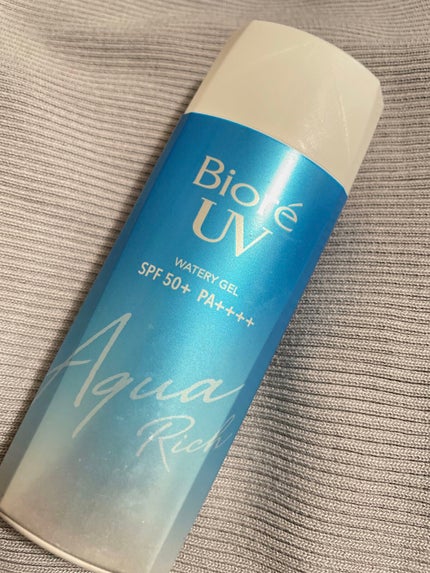 Bioré
UV
WATERY GEL
SPF 50+ PA++++
Aqua
Rich